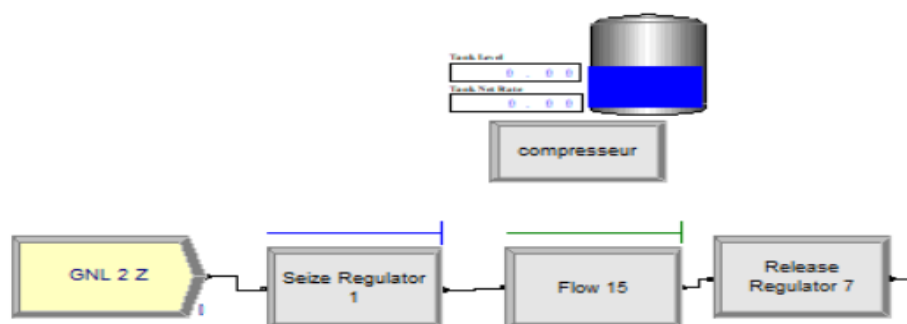 Tank Level
0.00
Tank Net Rate
0.00
compresseur
GNL 2 Z
0
Seize Regulator
1
Flow 15
Release
Regulator 7